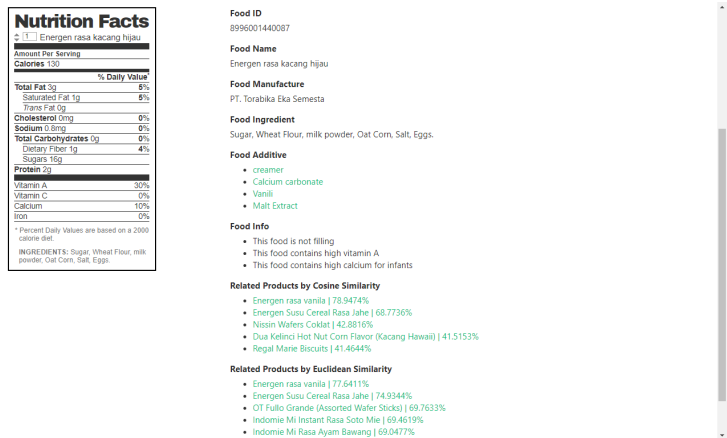 Nutrition Facts
1 Energen rasa kacang hijau
Amount Per Serving
Calories 130
% Daily Value*
Total Fat 3g 5%
Saturated Fat 1g 5%
Trans Fat 0g
Cholesterol 0mg 0%
Sodium 0.8mg 0%
Total Carbohydrates 0g 0%
Dietary Fiber 1g 4%
Sugars 16g
Protein 2g
Vitamin A 30%
Vitamin C 0%
Calcium 10%
Iron 0%
* Percent Daily Values are based on a 2000
calorie diet.
INGREDIENTS: Sugar, Wheat Flour, milk
powder, Oat Corn, Salt, Eggs.
Food ID
8996001440087
Food Name
Energen rasa kacang hijau
Food Manufacture
PT. Torabika Eka Semesta
Food Ingredient
Sugar, Wheat Flour, milk powder, Oat Corn, Salt, Eggs.
Food Additive
creamer
Calcium carbonate
Vanili
Malt Extract
Food Info
This food is not filling
This food contains high vitamin A
This food contains high calcium for infants
Related Products by Cosine Similarity
Energen rasa vanila | 78.9474%
Energen Susu Cereal Rasa Jahe | 68.7736%
Nissin Wafers Coklat | 42.8816%
Dua Kelinci Hot Nut Corn Flavor (Kacang Hawaii) | 41.5153%
Regal Marie Biscuits | 41.4644%
Related Products by Euclidean Similarity
Energen rasa vanila | 77.6411%
Energen Susu Cereal Rasa Jahe | 74.9344%
OT Fullo Grande (Assorted Wafer Sticks) | 69.7633%
Indomie Mi Instant Rasa Soto Mie | 69.4619%
Indomie Mi Rasa Ayam Bawang | 69.0477%